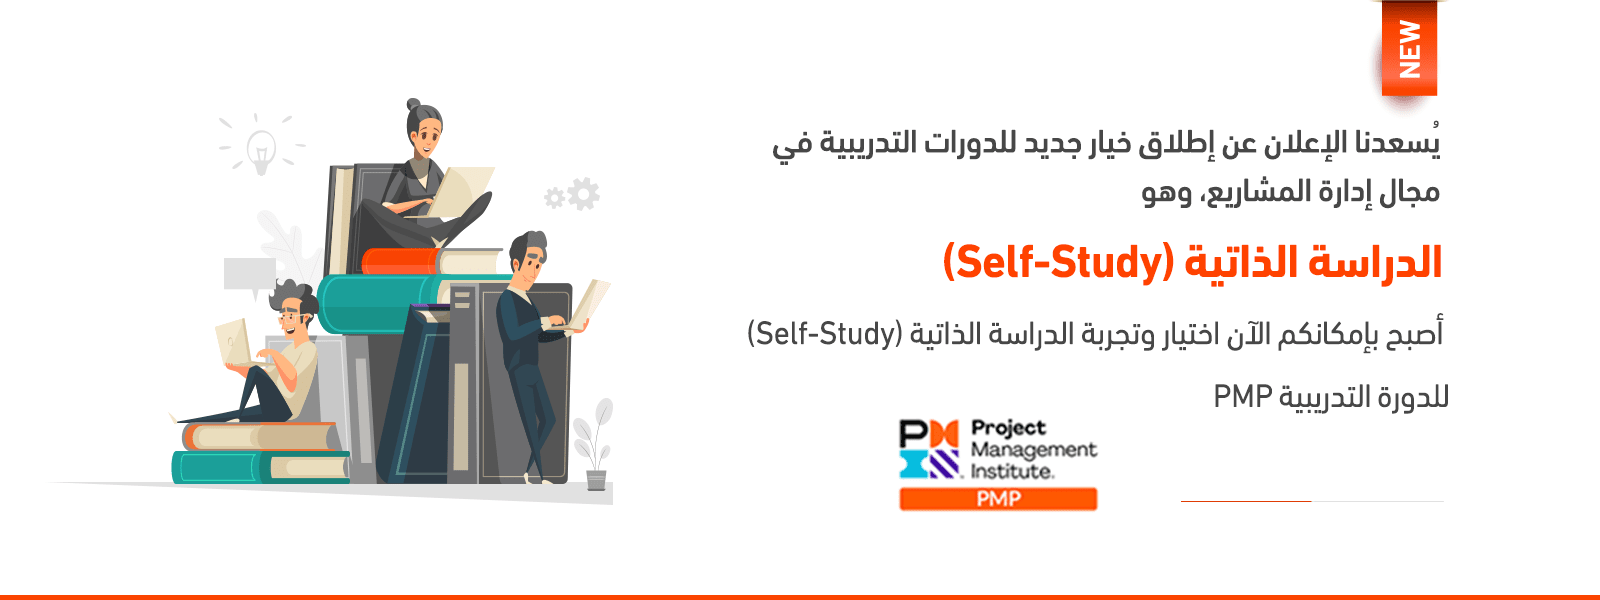 NEW
يُسعدنا الإعلان عن إطلاق خيار جديد للدورات التدريبية في
مجال إدارة المشاريع، وهو
الدراسة الذاتية (Self-Study)
أصبح بإمكانكم الآن اختيار وتجربة الدراسة الذاتية (Self-Study)
للدورة التدريبية PMP
Project
Management
Institute.
PMP